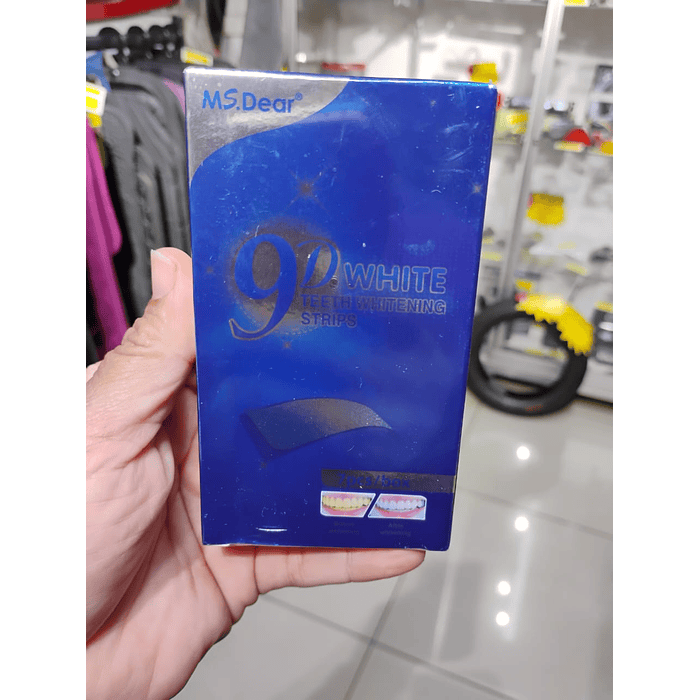 MS.Dear®
9D WHITE
TEETH WHITENING
STRIPS